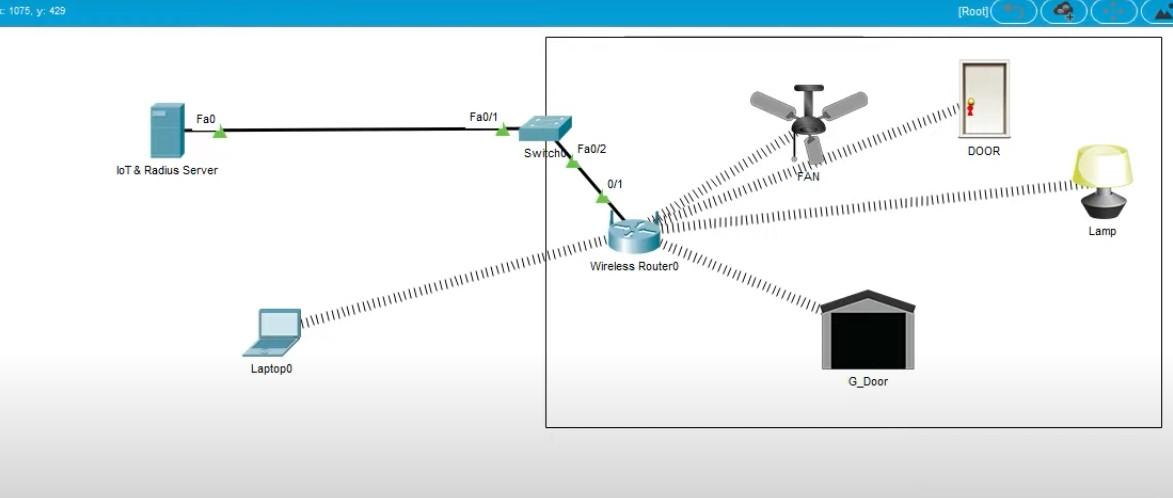 : 1075, y: 429
[Root]
Fa0
Fa0/1
Fa0/2
Switch0
IoT & Radius Server
0/1
Wireless Router0
FAN
DOOR
Lamp
Laptop0
G_Door